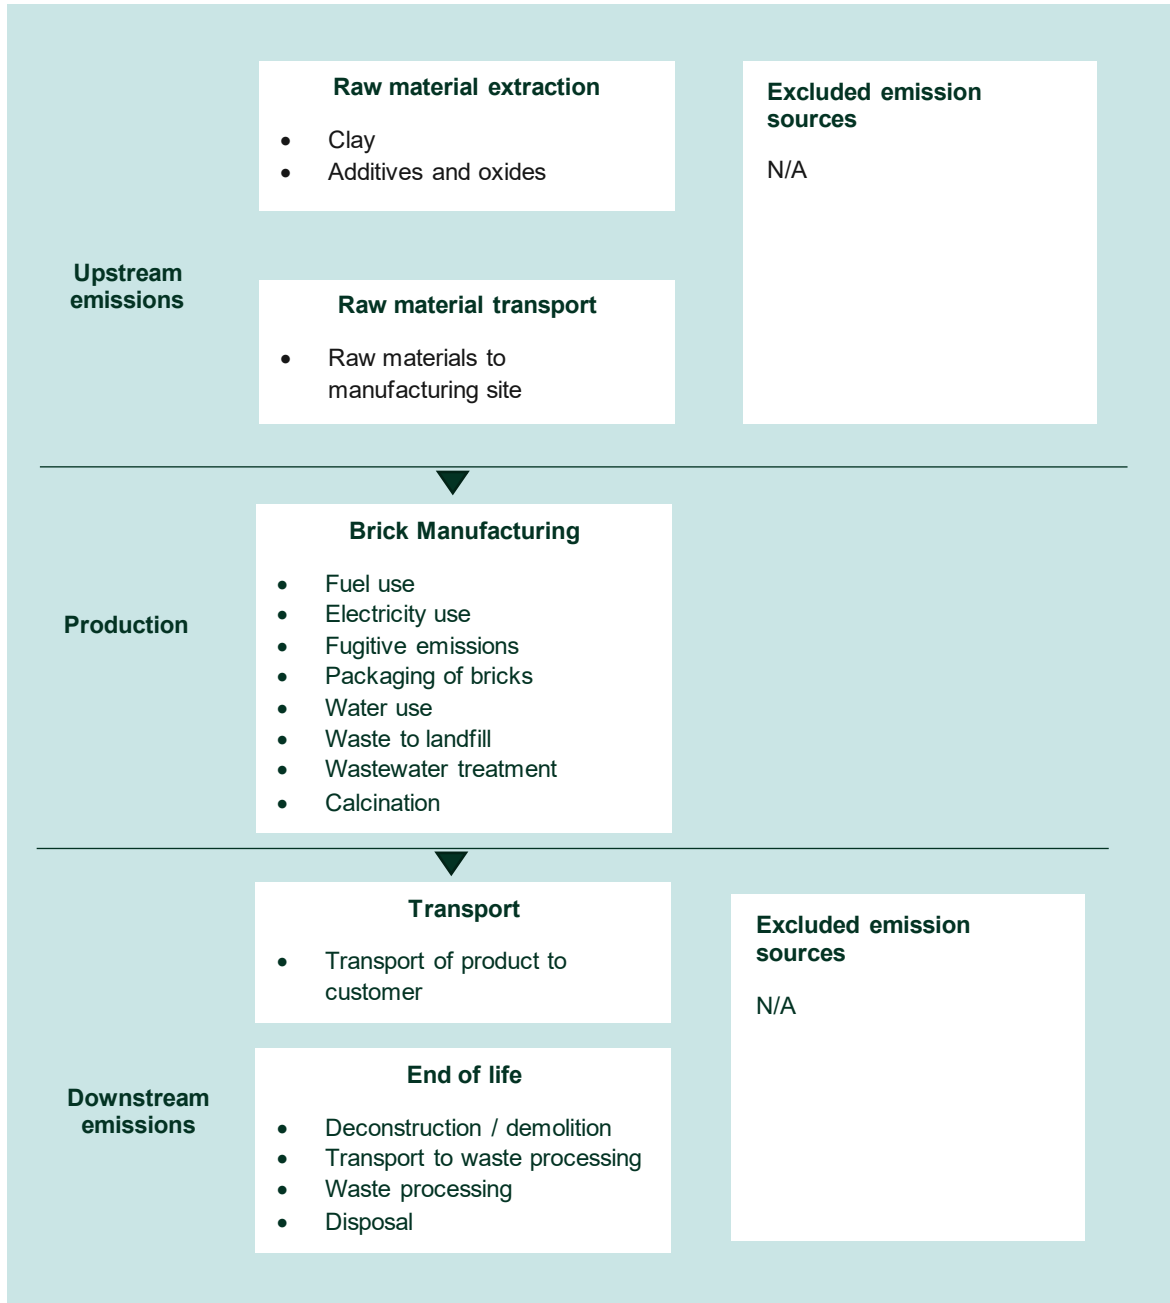 Upstream
emissions
Raw material extraction
• Clay
• Additives and oxides
Raw material transport
• Raw materials to
manufacturing site
Excluded emission
sources
N/A
Production
Brick Manufacturing
• Fuel use
• Electricity use
• Fugitive emissions
• Packaging of bricks
• Water use
• Waste to landfill
• Wastewater treatment
• Calcination
Downstream
emissions
Transport
• Transport of product to
customer
End of life
• Deconstruction / demolition
• Transport to waste processing
• Waste processing
• Disposal
Excluded emission
sources
N/A